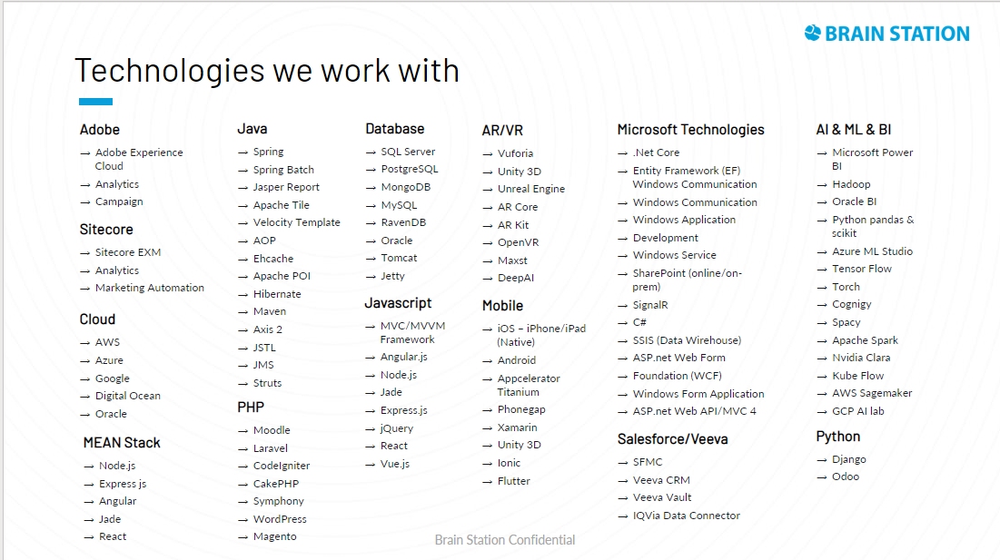 BRAIN STATION
Technologies we work with
Adobe
→ Adobe Experience
Cloud
→ Analytics
→ Campaign
Sitecore
→ Sitecore EXM
→ Analytics
→ Marketing Automation
Cloud
→ AWS
→ Azure
→ Google
→ Digital Ocean
→ Oracle
MEAN Stack
→ Node.js
→ Express js
→ Angular
→ Jade
→ React
Java
→ Spring
→ Spring Batch
→ Jasper Report
→ Apache Tile
→ Velocity Template
→ AOP
→ Ehcache
→ Apache POI
→ Hibernate
→ Maven
→ Axis 2
→ JSTL
→ JMS
→ Struts
PHP
→ Moodle
→ Laravel
→ CodeIgniter
→ CakePHP
→ Symphony
→ WordPress
→ Magento
Database
→ SQL Server
→ PostgreSQL
→ MongoDB
→ MySQL
→ RavenDB
→ Oracle
→ Tomcat
→ Jetty
Javascript
→ MVC/MVVM
Framework
→ Angular.js
→ Node.js
→ Jade
→ Express.js
→ jQuery
→ React
→ Vue.js
AR/VR
→ Vuforia
→ Unity 3D
→ Unreal Engine
→ AR Core
→ AR Kit
→ OpenVR
→ Maxst
→ DeepAI
Mobile
→ iOS – iPhone/iPad
(Native)
→ Android
→ Appcelerator
Titanium
→ Phonegap
→ Xamarin
→ Unity 3D
→ Ionic
→ Flutter
Microsoft Technologies
→ .Net Core
→ Entity Framework (EF)
Windows Communication
→ Windows Communication
→ Windows Application
→ Development
→ Windows Service
→ SharePoint (online/on-
prem)
→ SignalR
→ C#
→ SSIS (Data Wirehouse)
→ ASP.net Web Form
→ Foundation (WCF)
→ Windows Form Application
→ ASP.net Web API/MVC 4
Salesforce/Veeva
→ SFMC
→ Veeva CRM
→ Veeva Vault
→ IQVia Data Connector
AI & ML & BI
→ Microsoft Power
BI
→ Hadoop
→ Oracle BI
→ Python pandas &
scikit
→ Azure ML Studio
→ Tensor Flow
→ Torch
→ Cognigy
→ Spacy
→ Apache Spark
→ Nvidia Clara
→ Kube Flow
→ AWS Sagemaker
→ GCP AI lab
Python
→ Django
→ Odoo
Brain Station Confidential